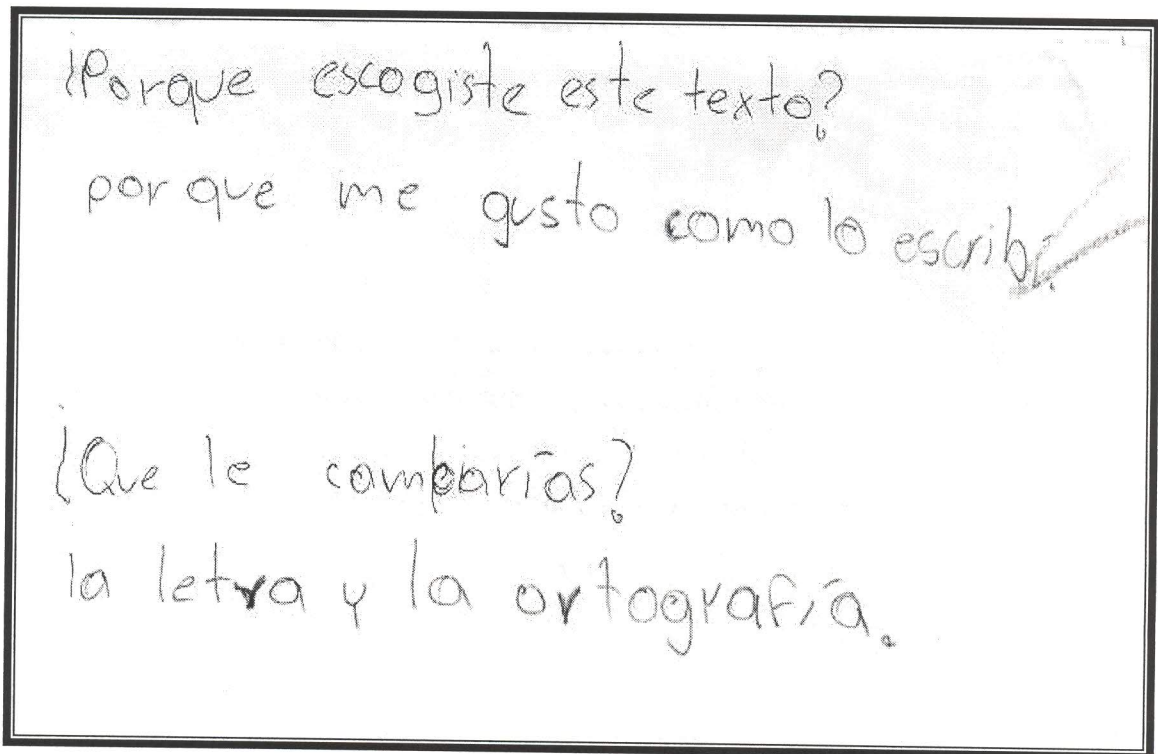 ¿Porque escogiste este texto?
porque me gusto como lo escribí.
¿Que le cambiarías?
la letra y la ortografía.